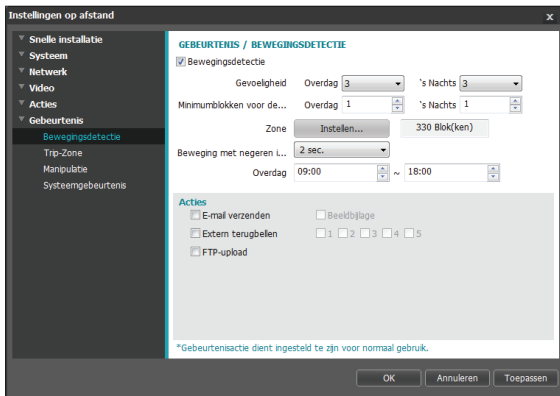 Instellingen op afstand
x
Snelle installatie
Systeem
Netwerk
Video
Acties
Gebeurtenis
Bewegingsdetectie
Trip-Zone
Manipulatie
Systeemgebeurtenis
GEBEURTENIS / BEWEGINGSDETECTIE
Bewegingsdetectie
Gevoeligheid Overdag 3 's Nachts 3
Minimumblokken voor de... Overdag 1 's Nachts 1
Zone Instellen... 330 Blok(ken)
Beweging met negeren i... 2 sec.
Overdag 09:00 ~ 18:00
Acties
E-mail verzenden Beeldbijlage
Extern terugbellen 1 2 3 4 5
FTP-upload
*Gebeurtenisactie dient ingesteld te zijn voor normaal gebruik.
OK Annuleren Toepassen